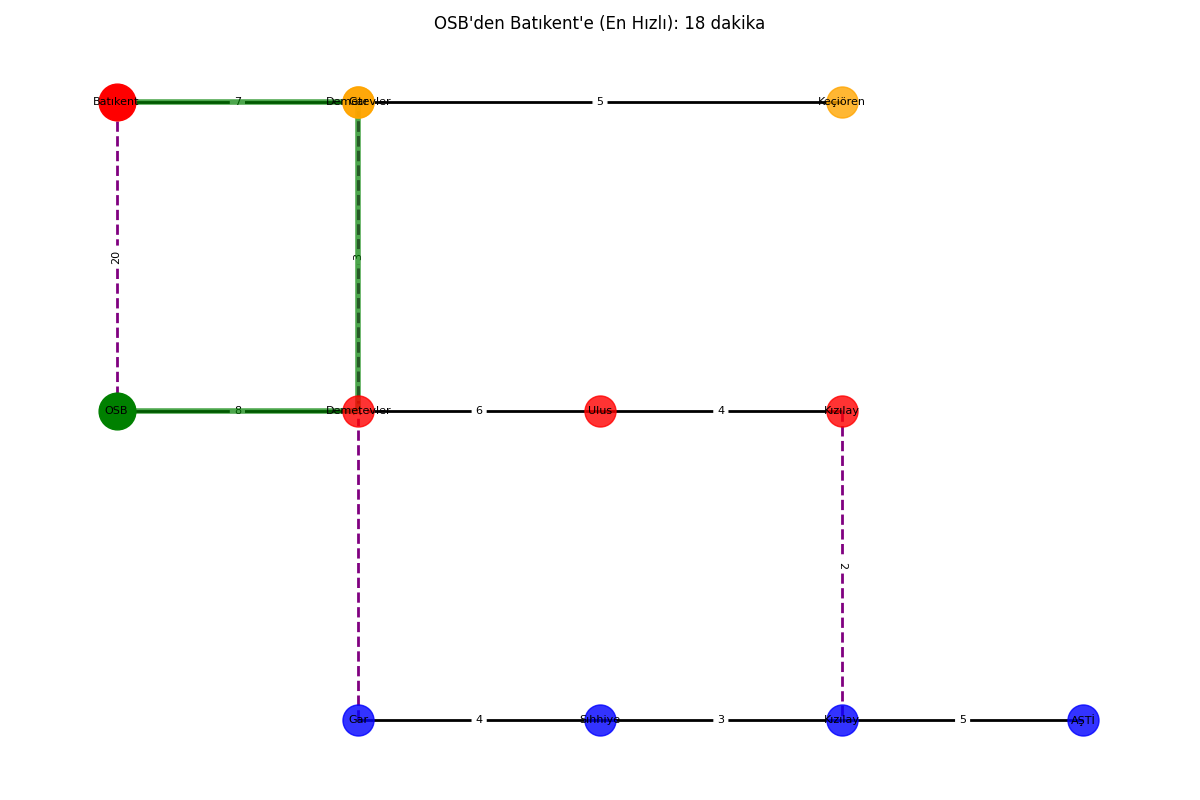 OSB'den Batıkent'e (En Hızlı): 18 dakika
Batıkent
7
Demetevler
Gar
5
Keçiören
20
3
OSB
8
Demetevler
6
Ulus
4
Kızılay
2
Gar
4
Sıhhiye
3
Kızılay
5
AŞTİ